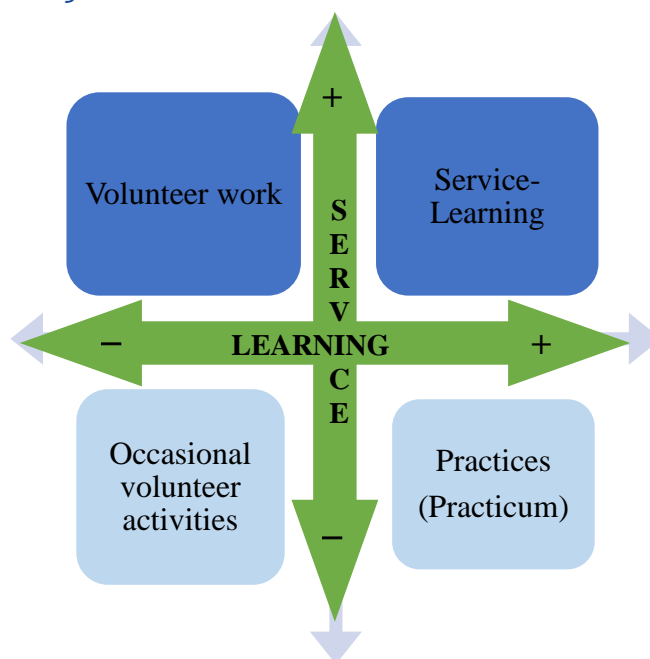 +
Volunteer work
Service-
Learning
S
E
R
V
LEARNING
C
E
−
+
Occasional
volunteer
activities
Practices
(Practicum)
−